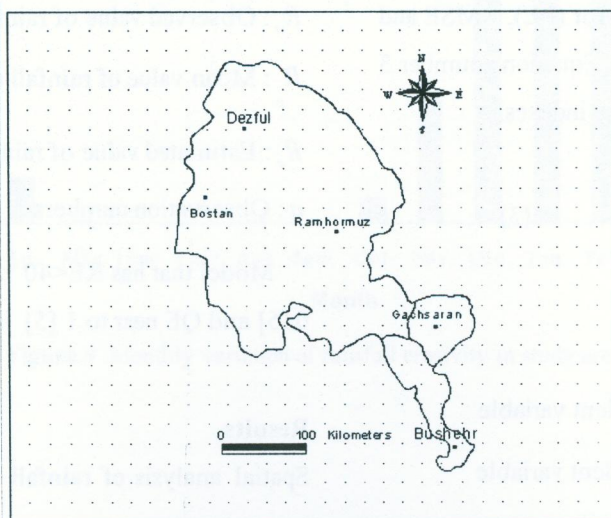 N
W E
S
Dezful
Bostan
Ramhormuz
Gachsaran
0 100 Kilometers
Bushehr